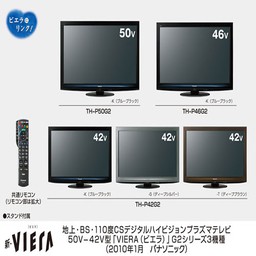 ビエラにリンク!
50V
46V
-K(ブルーブラック)
-K(ブルーブラック)
TH-P50G2
TH-P46G2
42V
42V
42V
共通リモコン
(リモコン部は拡大)
-K(ブルーブラック)
-S(ディープシルバー)
-T(ディープブラウン)
TH-P42G2
●スタンド付属
新・VIERA
ビエラ
地上・BS・110度CSデジタルハイビジョンプラズマテレビ
50V~42V型「VIERA(ビエラ)」G2シリーズ3機種
(2010年1月 パナソニック)